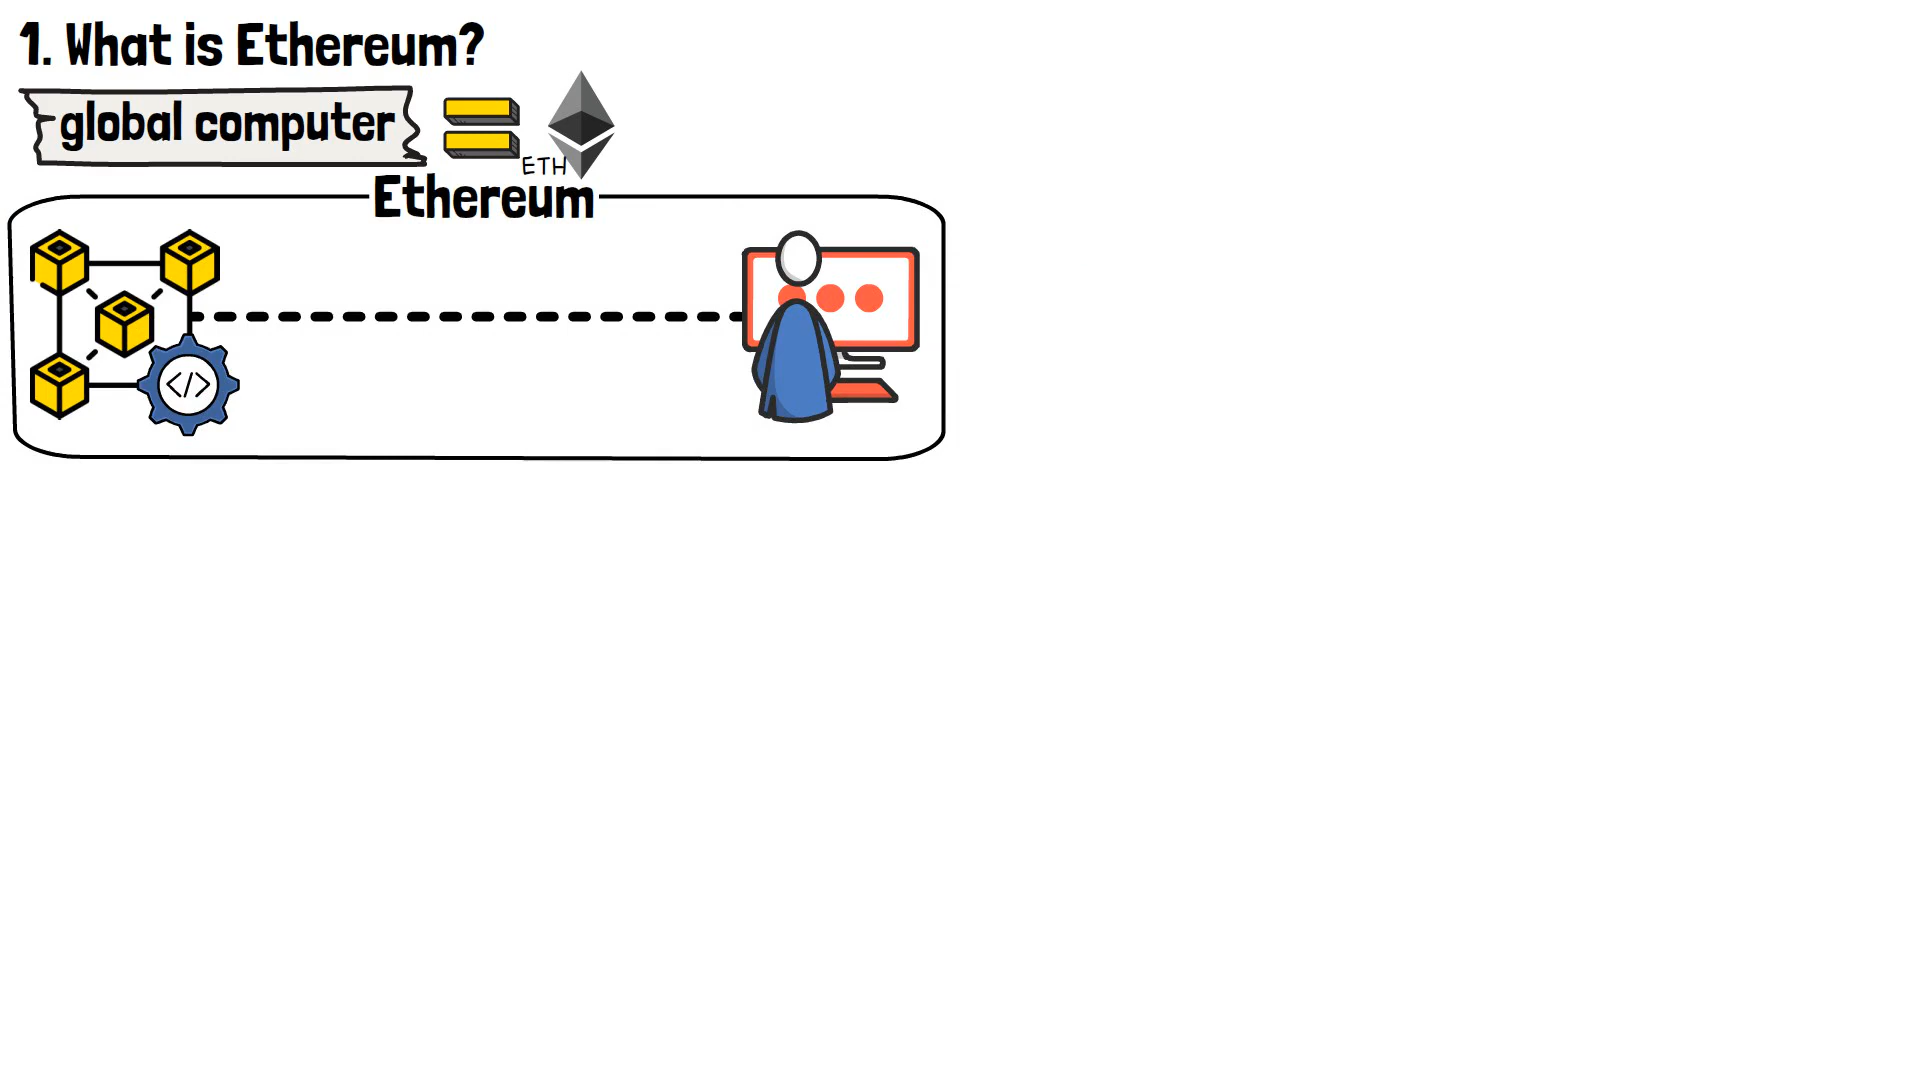 1. What is Ethereum?
global computer
ETH
Ethereum
</>